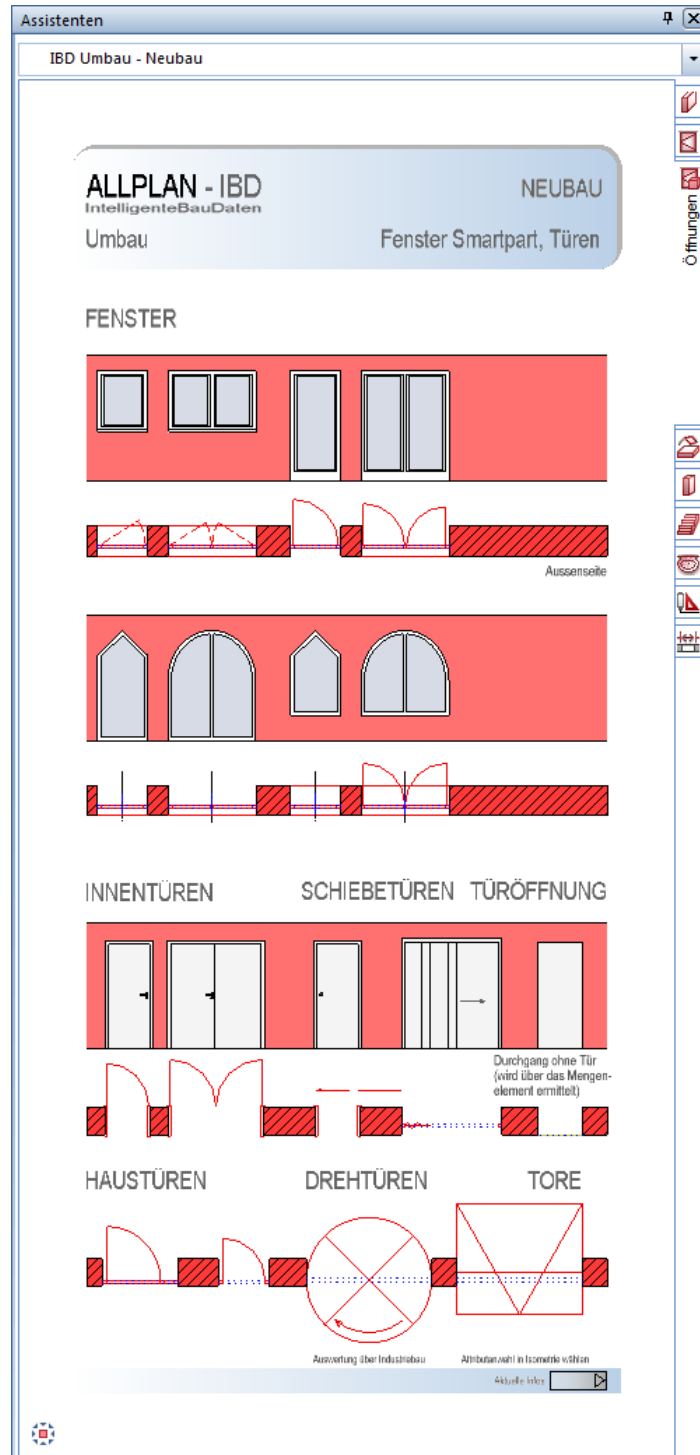 Assistenten
IBD Umbau - Neubau
ALLPLAN - IBD
NEUBAU
IntelligenteBauDaten
Umbau
Fenster Smartpart, Türen
Öffnungen
FENSTER
Aussenseite
INNENTÜREN
SCHIEBETÜREN
TÜRÖFFNUNG
Durchgang ohne Tür
(wird über das Mengen-
element ermittelt)
HAUSTÜREN
DREHTÜREN
TORE
Auswertung über Industriebau
Attributanwahl in Isometrie wählen
Aktuelle Infos